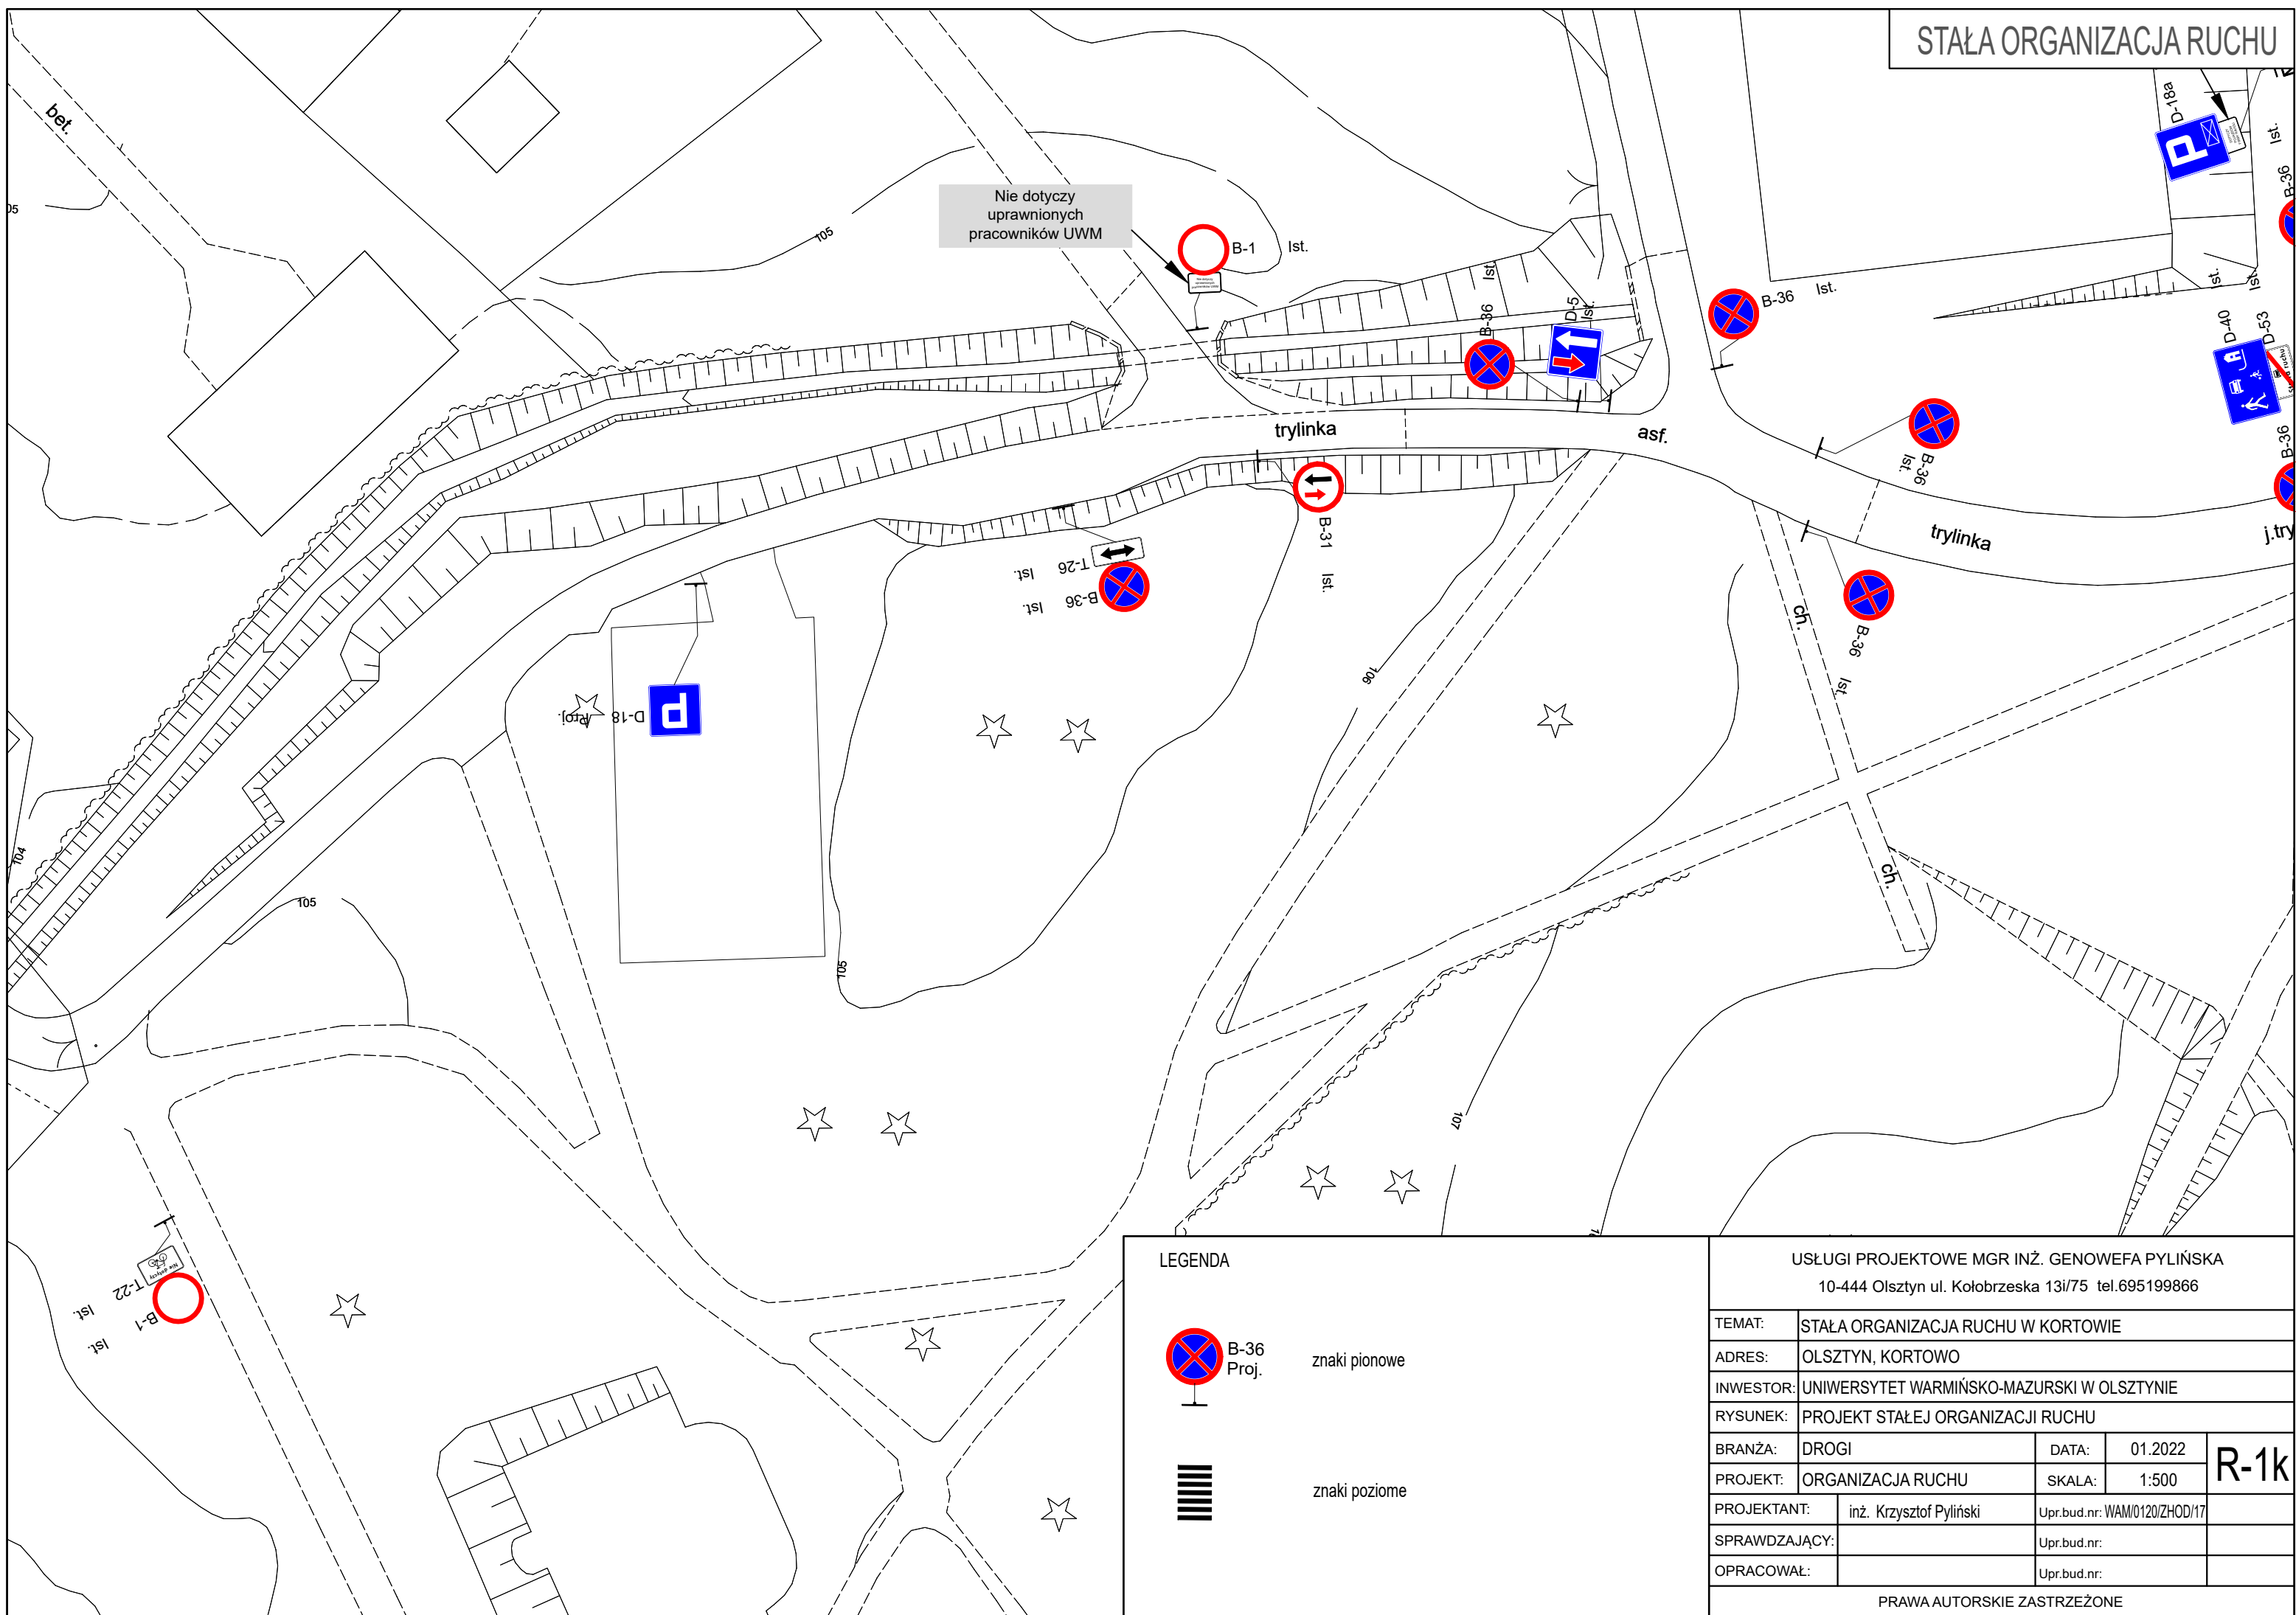 STAŁA ORGANIZACJA RUCHU
bet.
105
Nie dotyczy
uprawnionych
pracowników UWM
B-1 Ist.
B-36 Ist.
D-5
Ist.
B-36 Ist.
D-18a
Ist.
B-36
Ist.
Ist.
D-40
D-53
B-36
B-36
Ist.
trylinka
asf.
trylinka
j.try
B-31 Ist.
T-26 Ist.
B-36 Ist.
B-36 Ist.
ch.
ch.
D-18 Proj.
106
104
105
105
107
Nie dotyczy
T-22 Ist.
B-1 Ist.
LEGENDA
B-36
Proj.
znaki pionowe
znaki poziome
USŁUGI PROJEKTOWE MGR INŻ. GENOWEFA PYLIŃSKA
10-444 Olsztyn ul. Kołobrzeska 13i/75 tel.695199866
TEMAT: STAŁA ORGANIZACJA RUCHU W KORTOWIE
ADRES: OLSZTYN, KORTOWO
INWESTOR: UNIWERSYTET WARMIŃSKO-MAZURSKI W OLSZTYNIE
RYSUNEK: PROJEKT STAŁEJ ORGANIZACJI RUCHU
BRANŻA: DROGI DATA: 01.2022
R-1k
PROJEKT: ORGANIZACJA RUCHU SKALA: 1:500
PROJEKTANT: inż. Krzysztof Pyliński Upr.bud.nr: WAM/0120/ZHOD/17
SPRAWDZAJĄCY: Upr.bud.nr:
OPRACOWAŁ: Upr.bud.nr:
PRAWA AUTORSKIE ZASTRZEŻONE